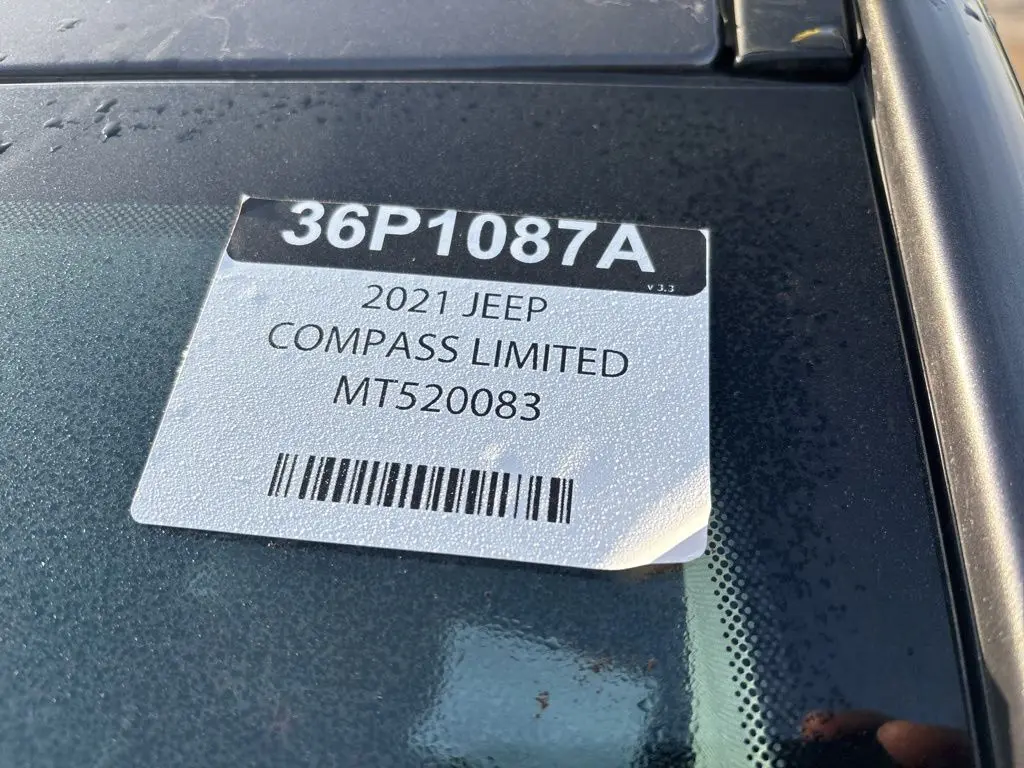 36P1087A
v 3.3
2021 JEEP
COMPASS LIMITED
MT520083